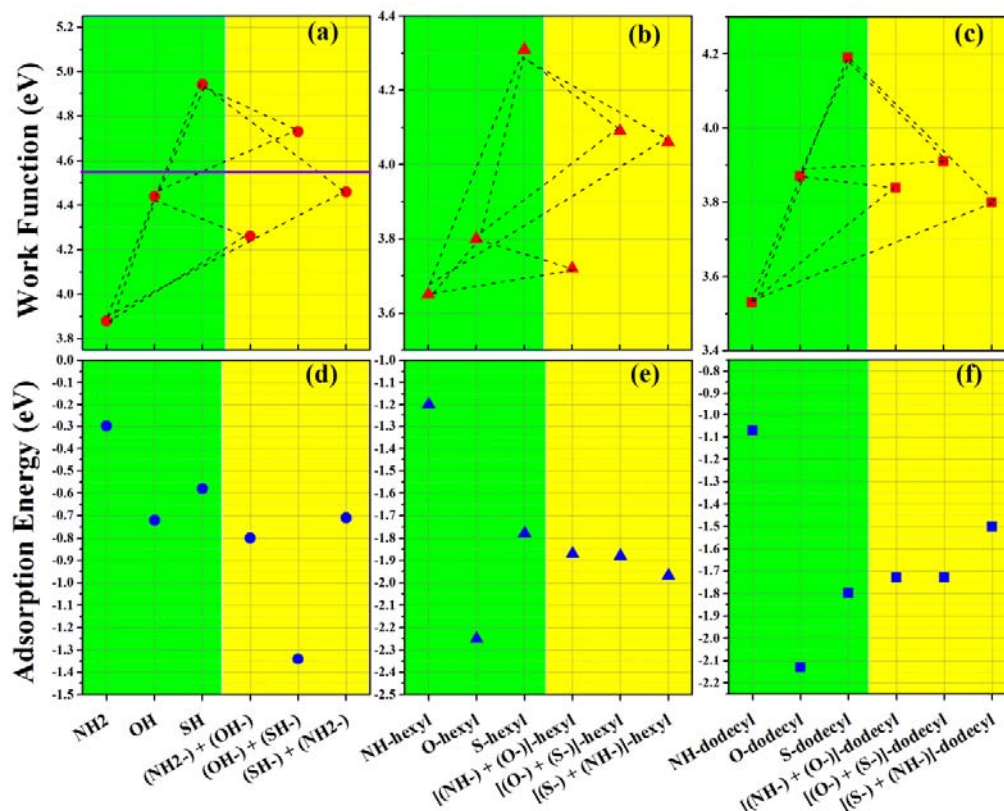 Work Function (eV)
5.2
5.0
4.8
4.6
4.4
4.2
4.0
3.8
(a)
4.4
4.2
4.0
3.8
3.6
(b)
4.2
4.0
3.8
3.6
3.4
(c)
Adsorption Energy (eV)
0.0
-0.1
-0.2
-0.3
-0.4
-0.5
-0.6
-0.7
-0.8
-0.9
-1.0
-1.1
-1.2
-1.3
-1.4
-1.5
(d)
-1.0
-1.1
-1.2
-1.3
-1.4
-1.5
-1.6
-1.7
-1.8
-1.9
-2.0
-2.1
-2.2
-2.3
-2.4
-2.5
(e)
-0.8
-0.9
-1.0
-1.1
-1.2
-1.3
-1.4
-1.5
-1.6
-1.7
-1.8
-1.9
-2.0
-2.1
-2.2
(f)
NH2
OH
SH
(NH2-) + (OH-)
(OH-) + (SH-)
(SH-) + (NH2-)
NH-hexyl
O-hexyl
S-hexyl
[(NH-) + (O-)]-hexyl
[(O-) + (S-)]-hexyl
[(S-) + (NH-)]-hexyl
NH-dodecyl
O-dodecyl
S-dodecyl
[(NH-) + (O-)]-dodecyl
[(O-) + (S-)]-dodecyl
[(S-) + (NH-)]-dodecyl